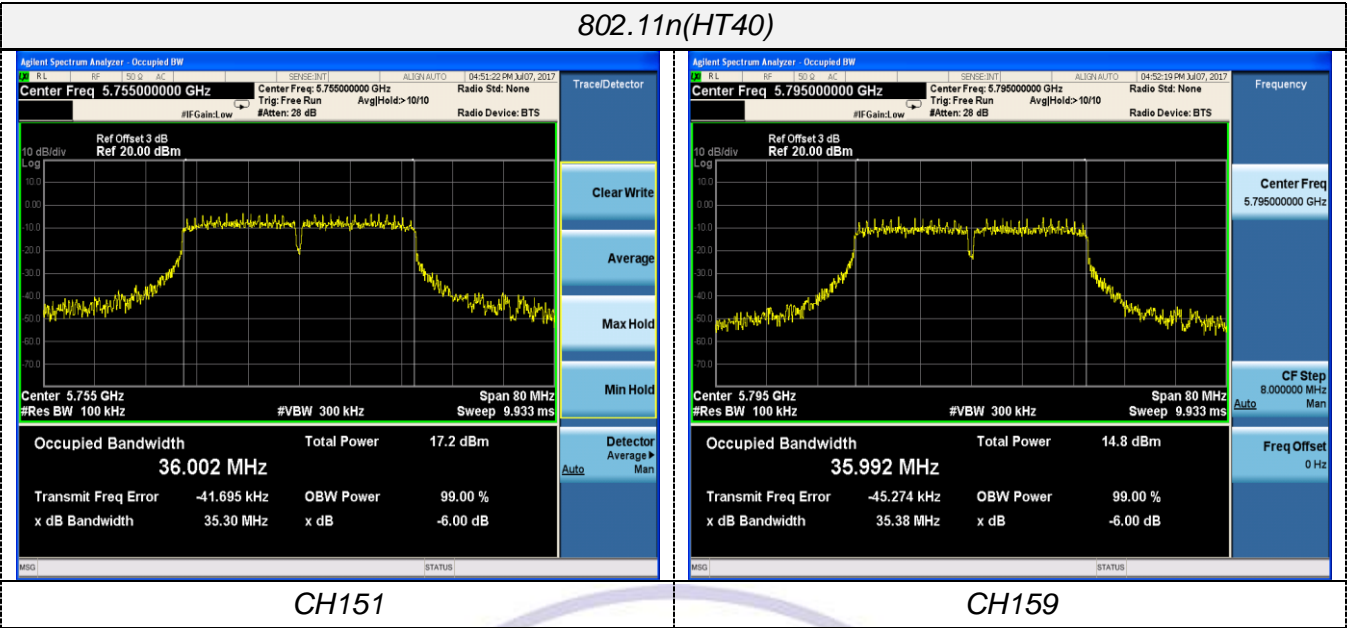 802.11n(HT40)
Agilent Spectrum Analyzer - Occupied BW
LXI RL RF 50 Ω AC SENSE:INT ALIGN AUTO 04:51:22 PM Jul 07, 2017
Center Freq 5.755000000 GHz
Center Freq: 5.755000000 GHz
Radio Std: None
Trig: Free Run Avg|Hold:> 10/10
#IFGain:Low #Atten: 28 dB Radio Device: BTS
Ref Offset 3 dB
10 dB/div Ref 20.00 dBm
Log
10.0
0.00
-10.0
-20.0
-30.0
-40.0
-50.0
-60.0
-70.0
Center 5.755 GHz Span 80 MHz
#Res BW 100 kHz #VBW 300 kHz Sweep 9.933 ms
Occupied Bandwidth Total Power 17.2 dBm
36.002 MHz
Transmit Freq Error -41.695 kHz OBW Power 99.00 %
x dB Bandwidth 35.30 MHz x dB -6.00 dB
MSG STATUS
Trace/Detector
Clear Write
Average
Max Hold
Min Hold
Detector
Average
Auto Man
Agilent Spectrum Analyzer - Occupied BW
LXI RL RF 50 Ω AC SENSE:INT ALIGN AUTO 04:52:19 PM Jul 07, 2017
Center Freq 5.795000000 GHz
Center Freq: 5.795000000 GHz
Radio Std: None
Trig: Free Run Avg|Hold:> 10/10
#IFGain:Low #Atten: 28 dB Radio Device: BTS
Ref Offset 3 dB
10 dB/div Ref 20.00 dBm
Log
10.0
0.00
-10.0
-20.0
-30.0
-40.0
-50.0
-60.0
-70.0
Center 5.795 GHz Span 80 MHz
#Res BW 100 kHz #VBW 300 kHz Sweep 9.933 ms
Occupied Bandwidth Total Power 14.8 dBm
35.992 MHz
Transmit Freq Error -45.274 kHz OBW Power 99.00 %
x dB Bandwidth 35.38 MHz x dB -6.00 dB
MSG STATUS
Frequency
Center Freq
5.795000000 GHz
CF Step
8.000000 MHz
Auto Man
Freq Offset
0 Hz
CH151
CH159